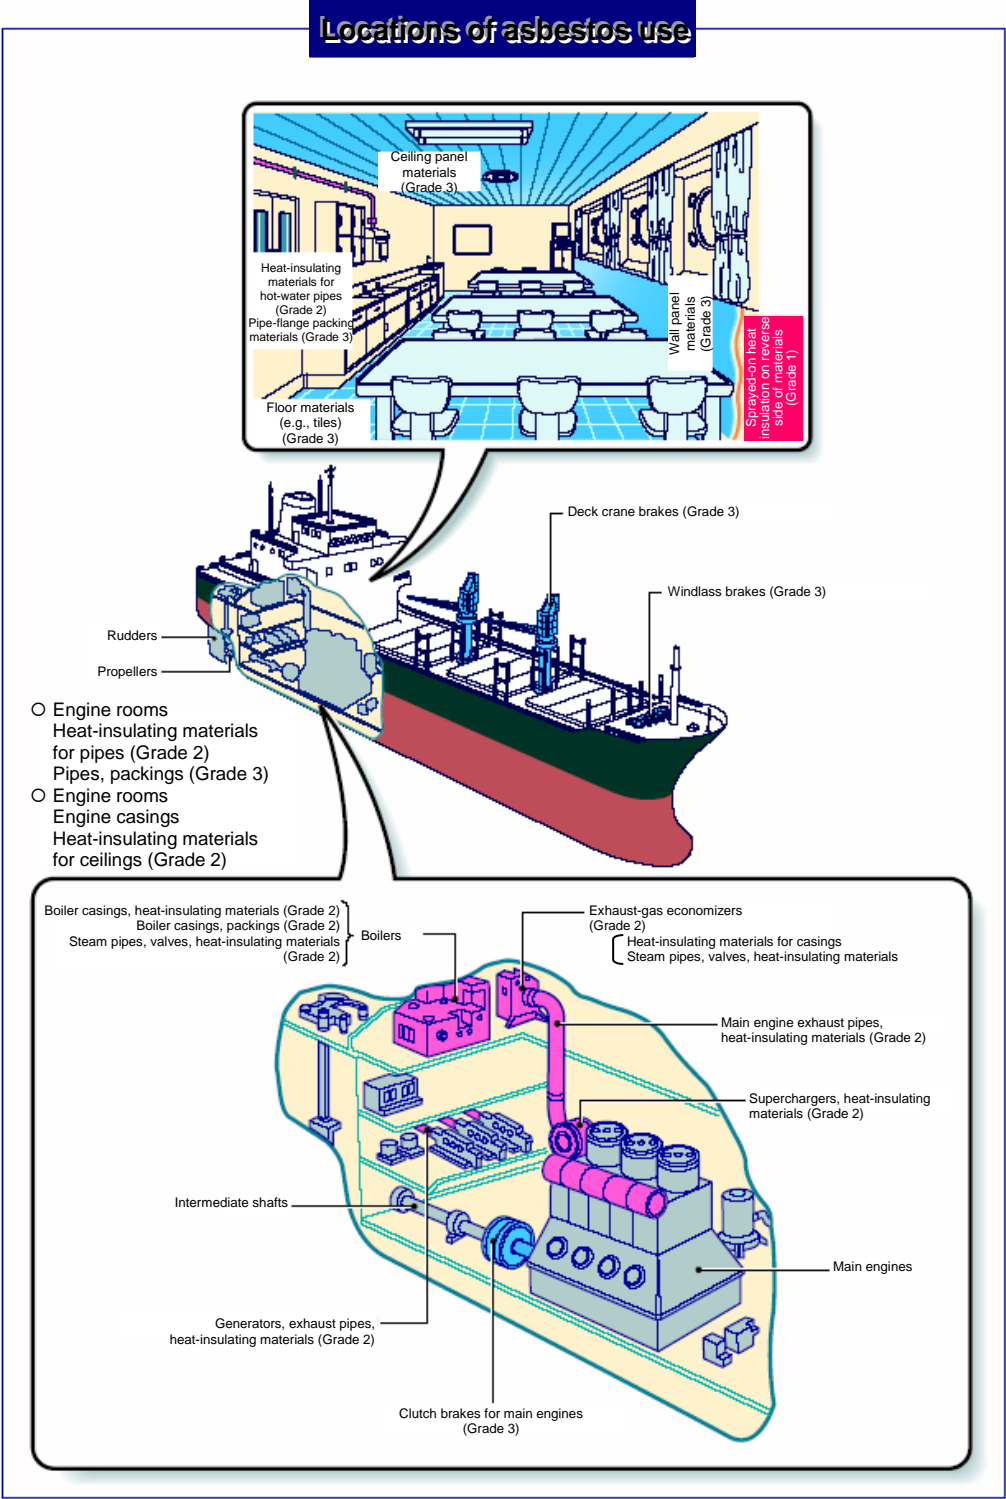 Locations of asbestos use
Ceiling panel
materials
(Grade 3)
Heat-insulating
materials for
hot-water pipes
(Grade 2)
Pipe-flange packing
materials (Grade 3)
Wall panel
materials
(Grade 3)
Sprayed-on heat
insulation on reverse
side of materials
(Grade 1)
Floor materials
(e.g., tiles)
(Grade 3)
Deck crane brakes (Grade 3)
Windlass brakes (Grade 3)
Rudders
Propellers
○ Engine rooms
Heat-insulating materials
for pipes (Grade 2)
Pipes, packings (Grade 3)
○ Engine rooms
Engine casings
Heat-insulating materials
for ceilings (Grade 2)
Boiler casings, heat-insulating materials (Grade 2)
Boiler casings, packings (Grade 2)
Steam pipes, valves, heat-insulating materials
(Grade 2)
Boilers
Exhaust-gas economizers
(Grade 2)
Heat-insulating materials for casings
Steam pipes, valves, heat-insulating materials
Main engine exhaust pipes,
heat-insulating materials (Grade 2)
Superchargers, heat-insulating
materials (Grade 2)
Intermediate shafts
Main engines
Generators, exhaust pipes,
heat-insulating materials (Grade 2)
Clutch brakes for main engines
(Grade 3)